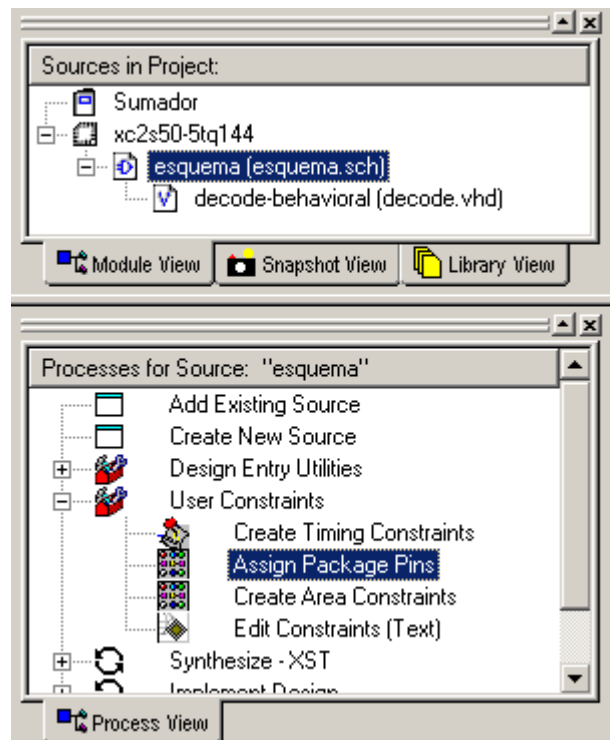 Sources in Project:
Sumador
xc2s50-5tq144
esquema (esquema.sch)
decode-behavioral (decode.vhd)
Module View Snapshot View Library View
Processes for Source: "esquema"
Add Existing Source
Create New Source
Design Entry Utilities
User Constraints
Create Timing Constraints
Assign Package Pins
Create Area Constraints
Edit Constraints (Text)
Synthesize - XST
Implement Design
Process View